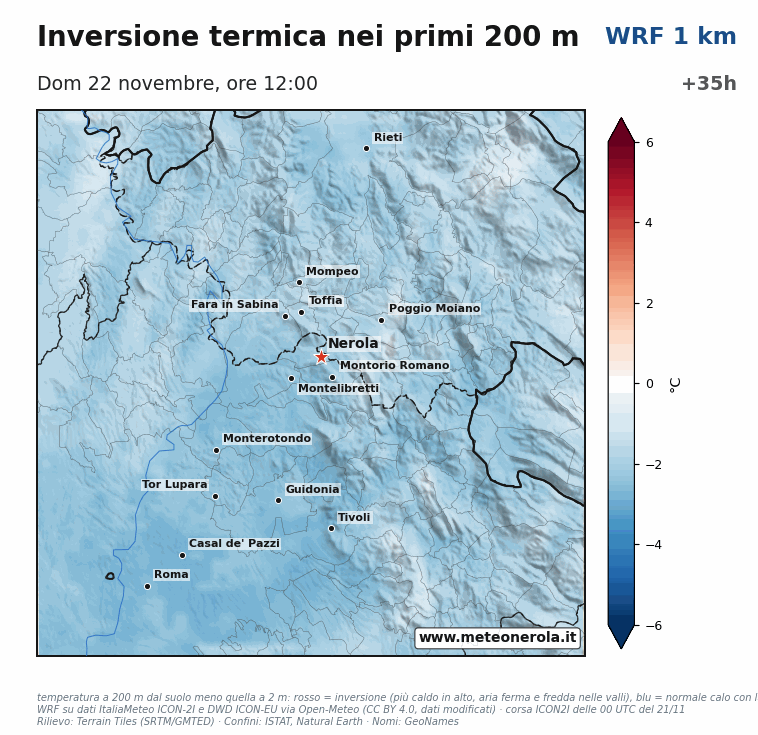 Inversione termica nei primi 200 m WRF 1 km
Dom 22 novembre, ore 12:00 +35h
Rieti
Mompeo
Fara in Sabina
Toffia
Poggio Moiano
Nerola
Montorio Romano
Montelibretti
Monterotondo
Tor Lupara
Guidonia
Tivoli
Casal de' Pazzi
Roma
www.meteonerola.it
6
4
2
0
−2
−4
−6
°C
temperatura a 200 m dal suolo meno quella a 2 m: rosso = inversione (più caldo in alto, aria ferma e fredda nelle valli), blu = normale calo con l
WRF su dati ItaliaMeteo ICON-2I e DWD ICON-EU via Open-Meteo (CC BY 4.0, dati modificati) · corsa ICON2I delle 00 UTC del 21/11
Rilievo: Terrain Tiles (SRTM/GMTED) · Confini: ISTAT, Natural Earth · Nomi: GeoNames